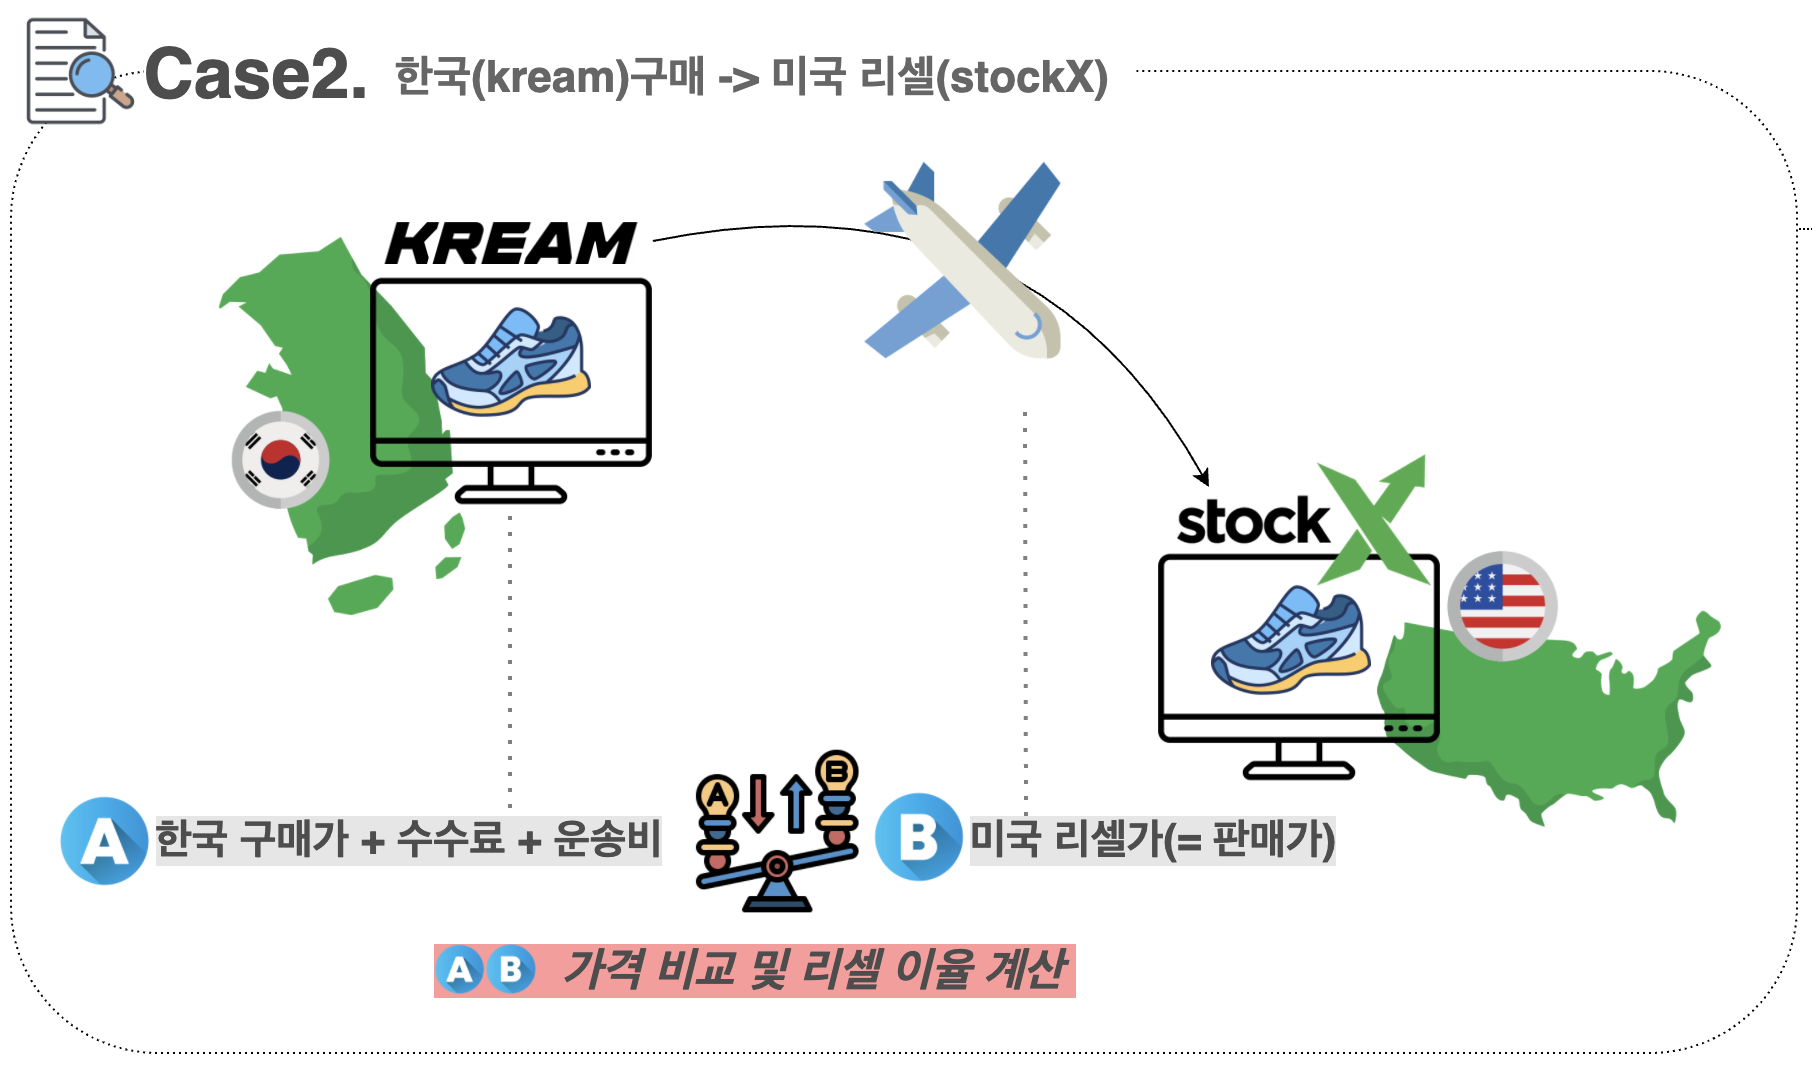 Case2. 한국(kream)구매 -> 미국 리셀(stockX)
KREAM
stockX
A 한국 구매가 + 수수료 + 운송비
A B
B 미국 리셀가(= 판매가)
A B 가격 비교 및 리셀 이율 계산